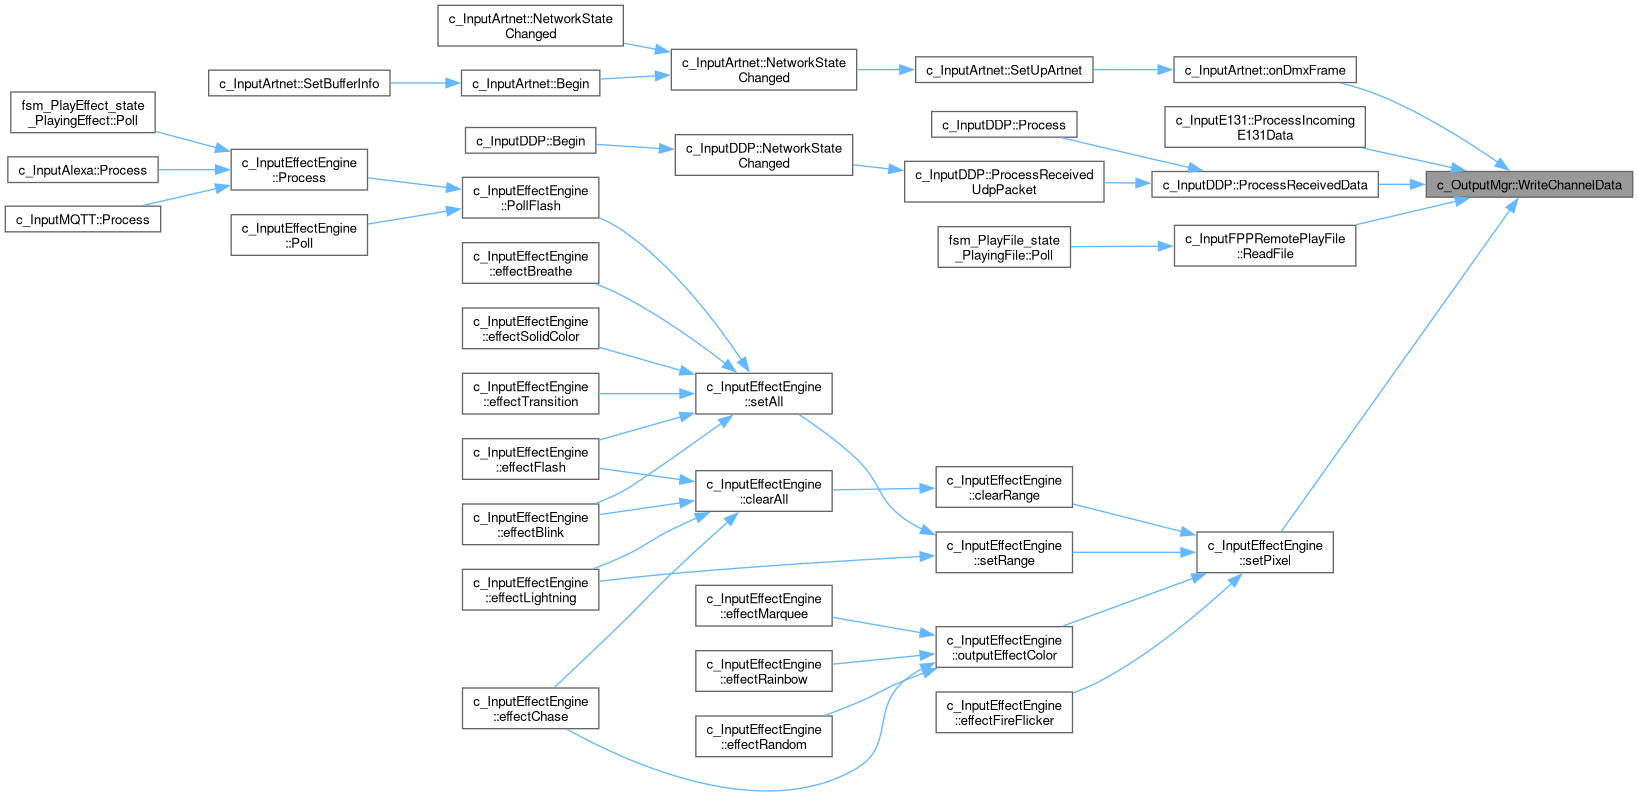 c_InputArtnet::NetworkState
Changed
c_InputArtnet::SetBufferInfo
c_InputArtnet::Begin
c_InputArtnet::NetworkState
Changed
c_InputArtnet::SetUpArtnet
c_InputArtnet::onDmxFrame
fsm_PlayEffect_state
_PlayingEffect::Poll
c_InputAlexa::Process
c_InputMQTT::Process
c_InputEffectEngine
::Process
c_InputEffectEngine
::Poll
c_InputDDP::Begin
c_InputDDP::NetworkState
Changed
c_InputDDP::Process
c_InputDDP::ProcessReceived
UdpPacket
c_InputE131::ProcessIncoming
E131Data
c_InputDDP::ProcessReceivedData
c_OutputMgr::WriteChannelData
fsm_PlayFile_state
_PlayingFile::Poll
c_InputFPPRemotePlayFile
::ReadFile
c_InputEffectEngine
::PollFlash
c_InputEffectEngine
::effectBreathe
c_InputEffectEngine
::effectSolidColor
c_InputEffectEngine
::effectTransition
c_InputEffectEngine
::effectFlash
c_InputEffectEngine
::effectBlink
c_InputEffectEngine
::effectLightning
c_InputEffectEngine
::effectChase
c_InputEffectEngine
::setAll
c_InputEffectEngine
::clearAll
c_InputEffectEngine
::effectMarquee
c_InputEffectEngine
::effectRainbow
c_InputEffectEngine
::effectRandom
c_InputEffectEngine
::clearRange
c_InputEffectEngine
::setRange
c_InputEffectEngine
::outputEffectColor
c_InputEffectEngine
::effectFireFlicker
c_InputEffectEngine
::setPixel